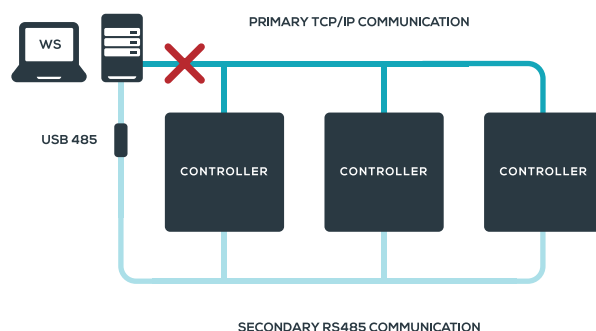 PRIMARY TCP/IP COMMUNICATION
WS
USB 485
CONTROLLER
CONTROLLER
CONTROLLER
SECONDARY RS485 COMMUNICATION